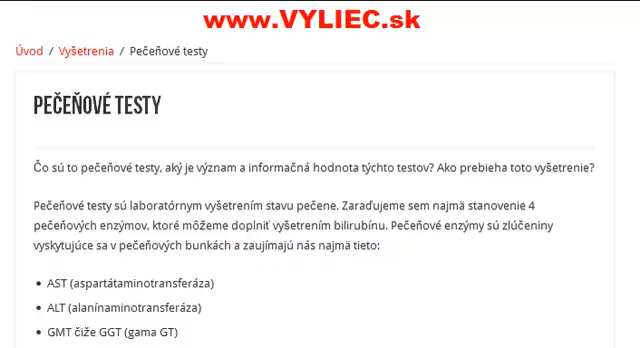 www.VYLIEC.sk
Úvod / Vyšetrenia / Pečeňové testy
PEČEŇOVÉ TESTY
Čo sú to pečeňové testy, aký je význam a informačná hodnota týchto testov? Ako prebieha toto vyšetrenie?
Pečeňové testy sú laboratórnym vyšetrením stavu pečene. Zaraďujeme sem najmä stanovenie 4
pečeňových enzýmov, ktoré môžeme doplniť vyšetrením bilirubínu. Pečeňové enzýmy sú zlúčeniny
vyskytujúce sa v pečeňových bunkách a zaujímajú nás najmä tieto:
• AST (aspartátaminotransferáza)
• ALT (alanínaminotransferáza)
• GMT čiže GGT (gama GT)